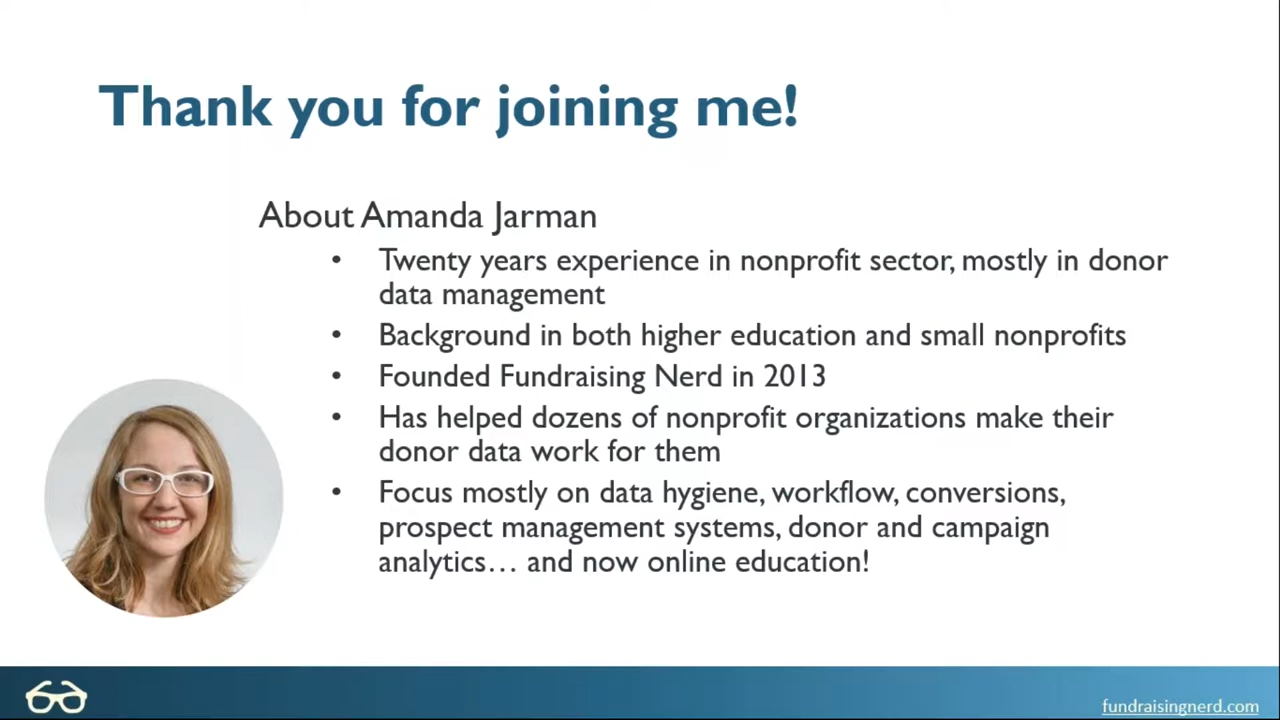 Thank you for joining me!
About Amanda Jarman
• Twenty years experience in nonprofit sector, mostly in donor
data management
• Background in both higher education and small nonprofits
• Founded Fundraising Nerd in 2013
• Has helped dozens of nonprofit organizations make their
donor data work for them
• Focus mostly on data hygiene, workflow, conversions,
prospect management systems, donor and campaign
analytics… and now online education!
fundraisingnerd.com